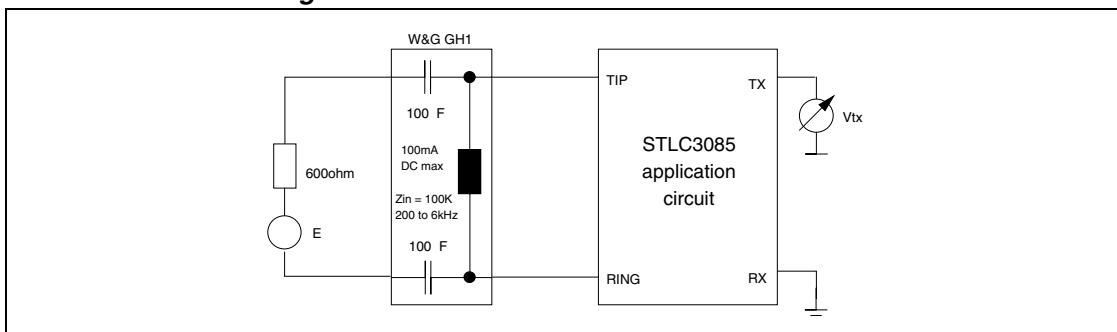 W&G GH1
100 F
100mA
DC max
Zin = 100K
200 to 6kHz
100 F
600ohm
E
TIP
RING
STLC3085
application
circuit
TX
RX
Vtx